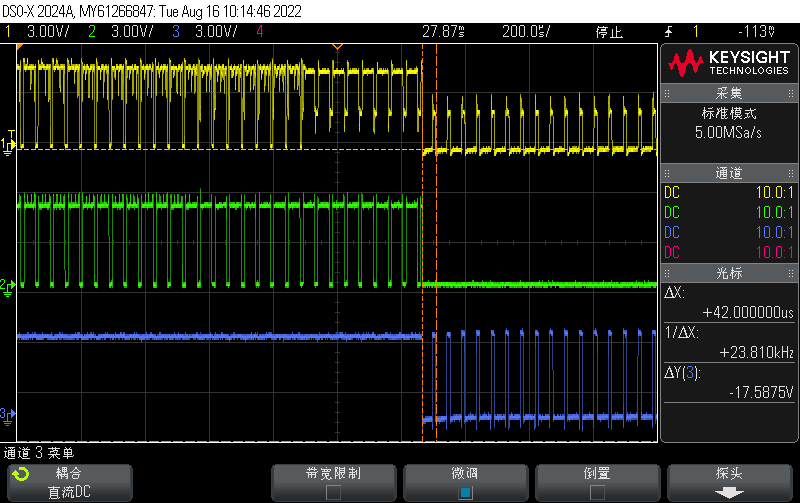 DSO-X 2024A, MY61266847: Tue Aug 16 10:14:46 2022
1 3.00V/ 2 3.00V/ 3 3.00V/ 4 27.87ms 200.0us/ 停止 1 -113mV
KEYSIGHT
TECHNOLOGIES
采集
标准模式
5.00MSa/s
通道
DC 10.0:1
DC 10.0:1
DC 10.0:1
DC 10.0:1
光标
ΔX:
+42.000000us
1/ΔX:
+23.810kHz
ΔY(3):
-17.5875V
T
1
2
3
通道 3 菜单
耦合
直流DC
带宽限制
微调
倒置
探头